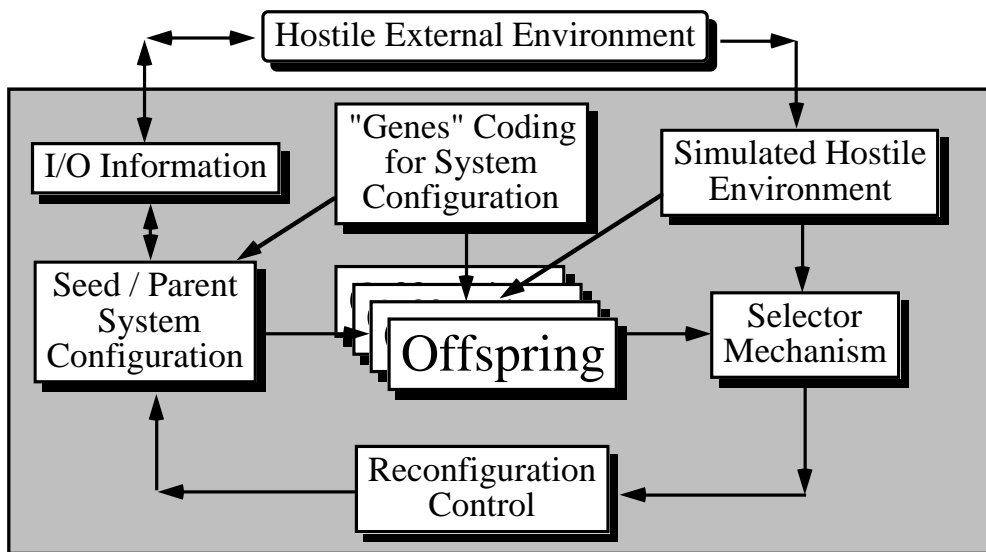 Hostile External Environment
"Genes" Coding
for System
Configuration
I/O Information
Simulated Hostile
Environment
Seed / Parent
System
Configuration
Offspring
Selector
Mechanism
Reconfiguration
Control